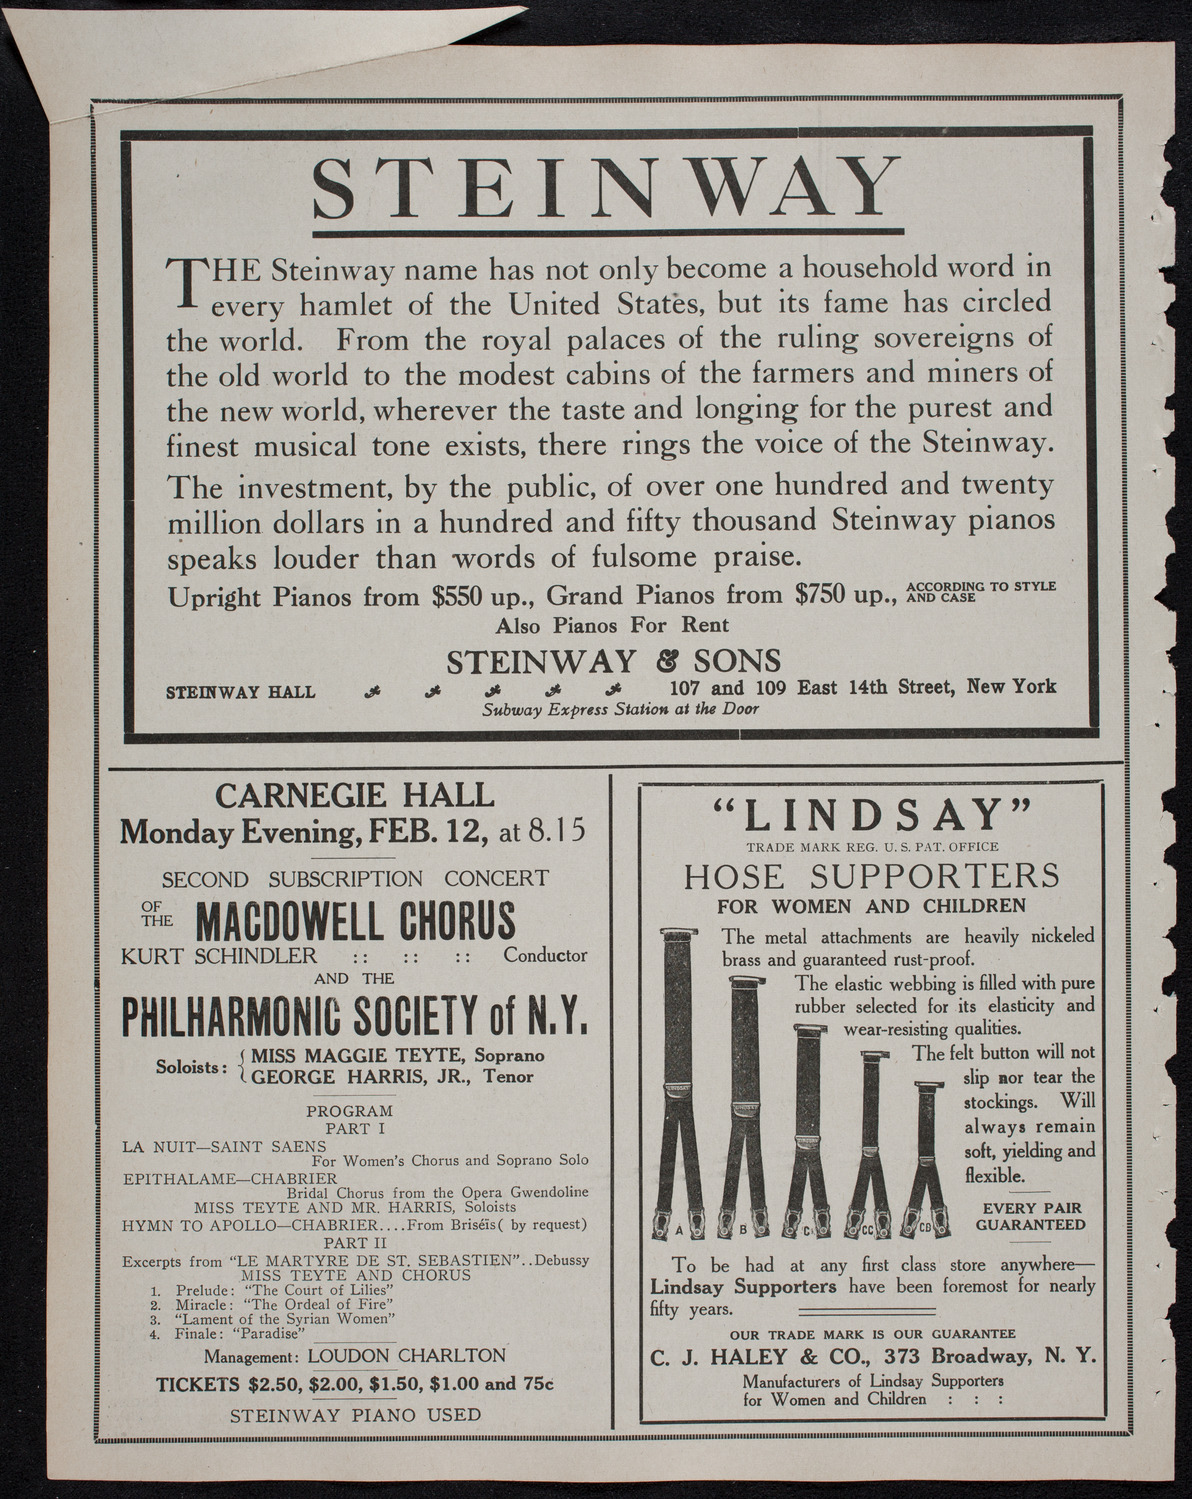 STEINWAY
THE Steinway name has not only become a household word in
every hamlet of the United States, but its fame has circled
the world. From the royal palaces of the ruling sovereigns of
the old world to the modest cabins of the farmers and miners of
the new world, wherever the taste and longing for the purest and
finest musical tone exists, there rings the voice of the Steinway.
The investment, by the public, of over one hundred and twenty
million dollars in a hundred and fifty thousand Steinway pianos
speaks louder than words of fulsome praise.
Upright Pianos from $550 up., Grand Pianos from $750 up., ACCORDING TO STYLE
AND CASE
Also Pianos For Rent
STEINWAY & SONS
STEINWAY HALL 107 and 109 East 14th Street, New York
Subway Express Station at the Door
CARNEGIE HALL
Monday Evening, FEB. 12, at 8.15
SECOND SUBSCRIPTION CONCERT
OF
THE MACDOWELL CHORUS
KURT SCHINDLER :: :: :: Conductor
AND THE
PHILHARMONIC SOCIETY of N.Y.
Soloists: { MISS MAGGIE TEYTE, Soprano
GEORGE HARRIS, JR., Tenor
PROGRAM
PART I
LA NUIT—SAINT SAENS
For Women's Chorus and Soprano Solo
EPITHALAME—CHABRIER
Bridal Chorus from the Opera Gwendoline
MISS TEYTE AND MR. HARRIS, Soloists
HYMN TO APOLLO—CHABRIER....From Briséïs( by request)
PART II
Excerpts from "LE MARTYRE DE ST. SEBASTIEN"..Debussy
MISS TEYTE AND CHORUS
1. Prelude: "The Court of Lilies"
2. Miracle: "The Ordeal of Fire"
3. "Lament of the Syrian Women"
4. Finale: "Paradise"
Management: LOUDON CHARLTON
TICKETS $2.50, $2.00, $1.50, $1.00 and 75c
STEINWAY PIANO USED
"LINDSAY"
TRADE MARK REG. U. S. PAT. OFFICE
HOSE SUPPORTERS
FOR WOMEN AND CHILDREN
The metal attachments are heavily nickeled
brass and guaranteed rust-proof.
The elastic webbing is filled with pure
rubber selected for its elasticity and
wear-resisting qualities.
The felt button will not
slip nor tear the
stockings. Will
always remain
soft, yielding and
flexible.
EVERY PAIR
GUARANTEED
A B C CC CB
To be had at any first class store anywhere—
Lindsay Supporters have been foremost for nearly
fifty years.
OUR TRADE MARK IS OUR GUARANTEE
C. J. HALEY & CO., 373 Broadway, N. Y.
Manufacturers of Lindsay Supporters
for Women and Children : : :